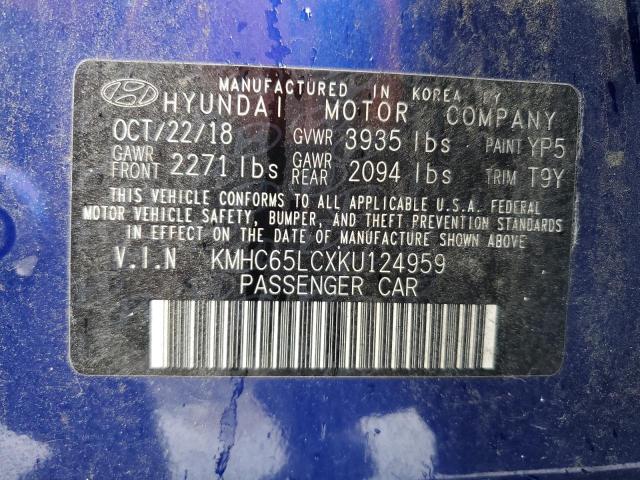 MANUFACTURED IN KOREA BY
HYUNDAI MOTOR COMPANY
OCT/22/18 GVWR 3935 lbs PAINT YP5
GAWR FRONT 2271 lbs GAWR REAR 2094 lbs TRIM T9Y
THIS VEHICLE CONFORMS TO ALL APPLICABLE U.S.A. FEDERAL
MOTOR VEHICLE SAFETY, BUMPER, AND THEFT PREVENTION STANDARDS
IN EFFECT ON THE DATE OF MANUFACTURE SHOWN ABOVE
V.I.N KMHC65LCXKU124959
PASSENGER CAR